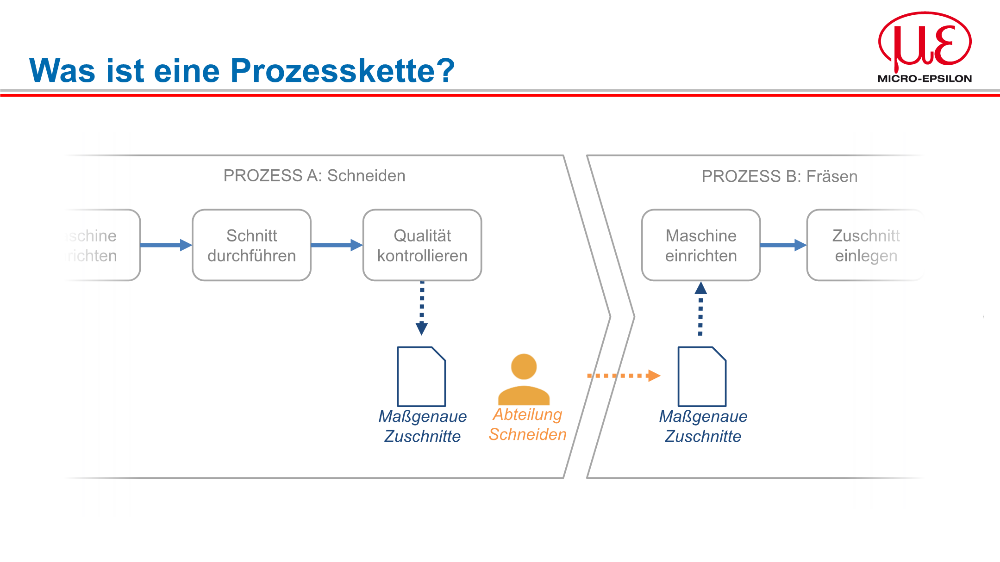 Was ist eine Prozesskette?
με
MICRO-EPSILON
PROZESS A: Schneiden
PROZESS B: Fräsen
Schnitt
durchführen
Qualität
kontrollieren
Maschine
einrichten
Zuschnitt
einlegen
Maßgenaue
Zuschnitte
Abteilung
Schneiden
Maßgenaue
Zuschnitte